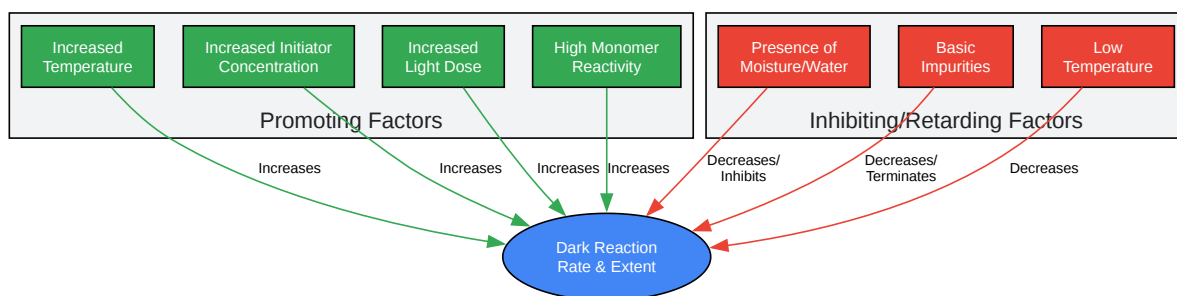 Increased
Temperature
Increased Initiator
Concentration
Increased
Light Dose
High Monomer
Reactivity
Promoting Factors
Presence of
Moisture/Water
Basic
Impurities
Low
Temperature
Inhibiting/Retarding Factors
Increases
Increases
Increases
Increases
Decreases/
Inhibits
Decreases/
Terminates
Decreases
Dark Reaction
Rate & Extent